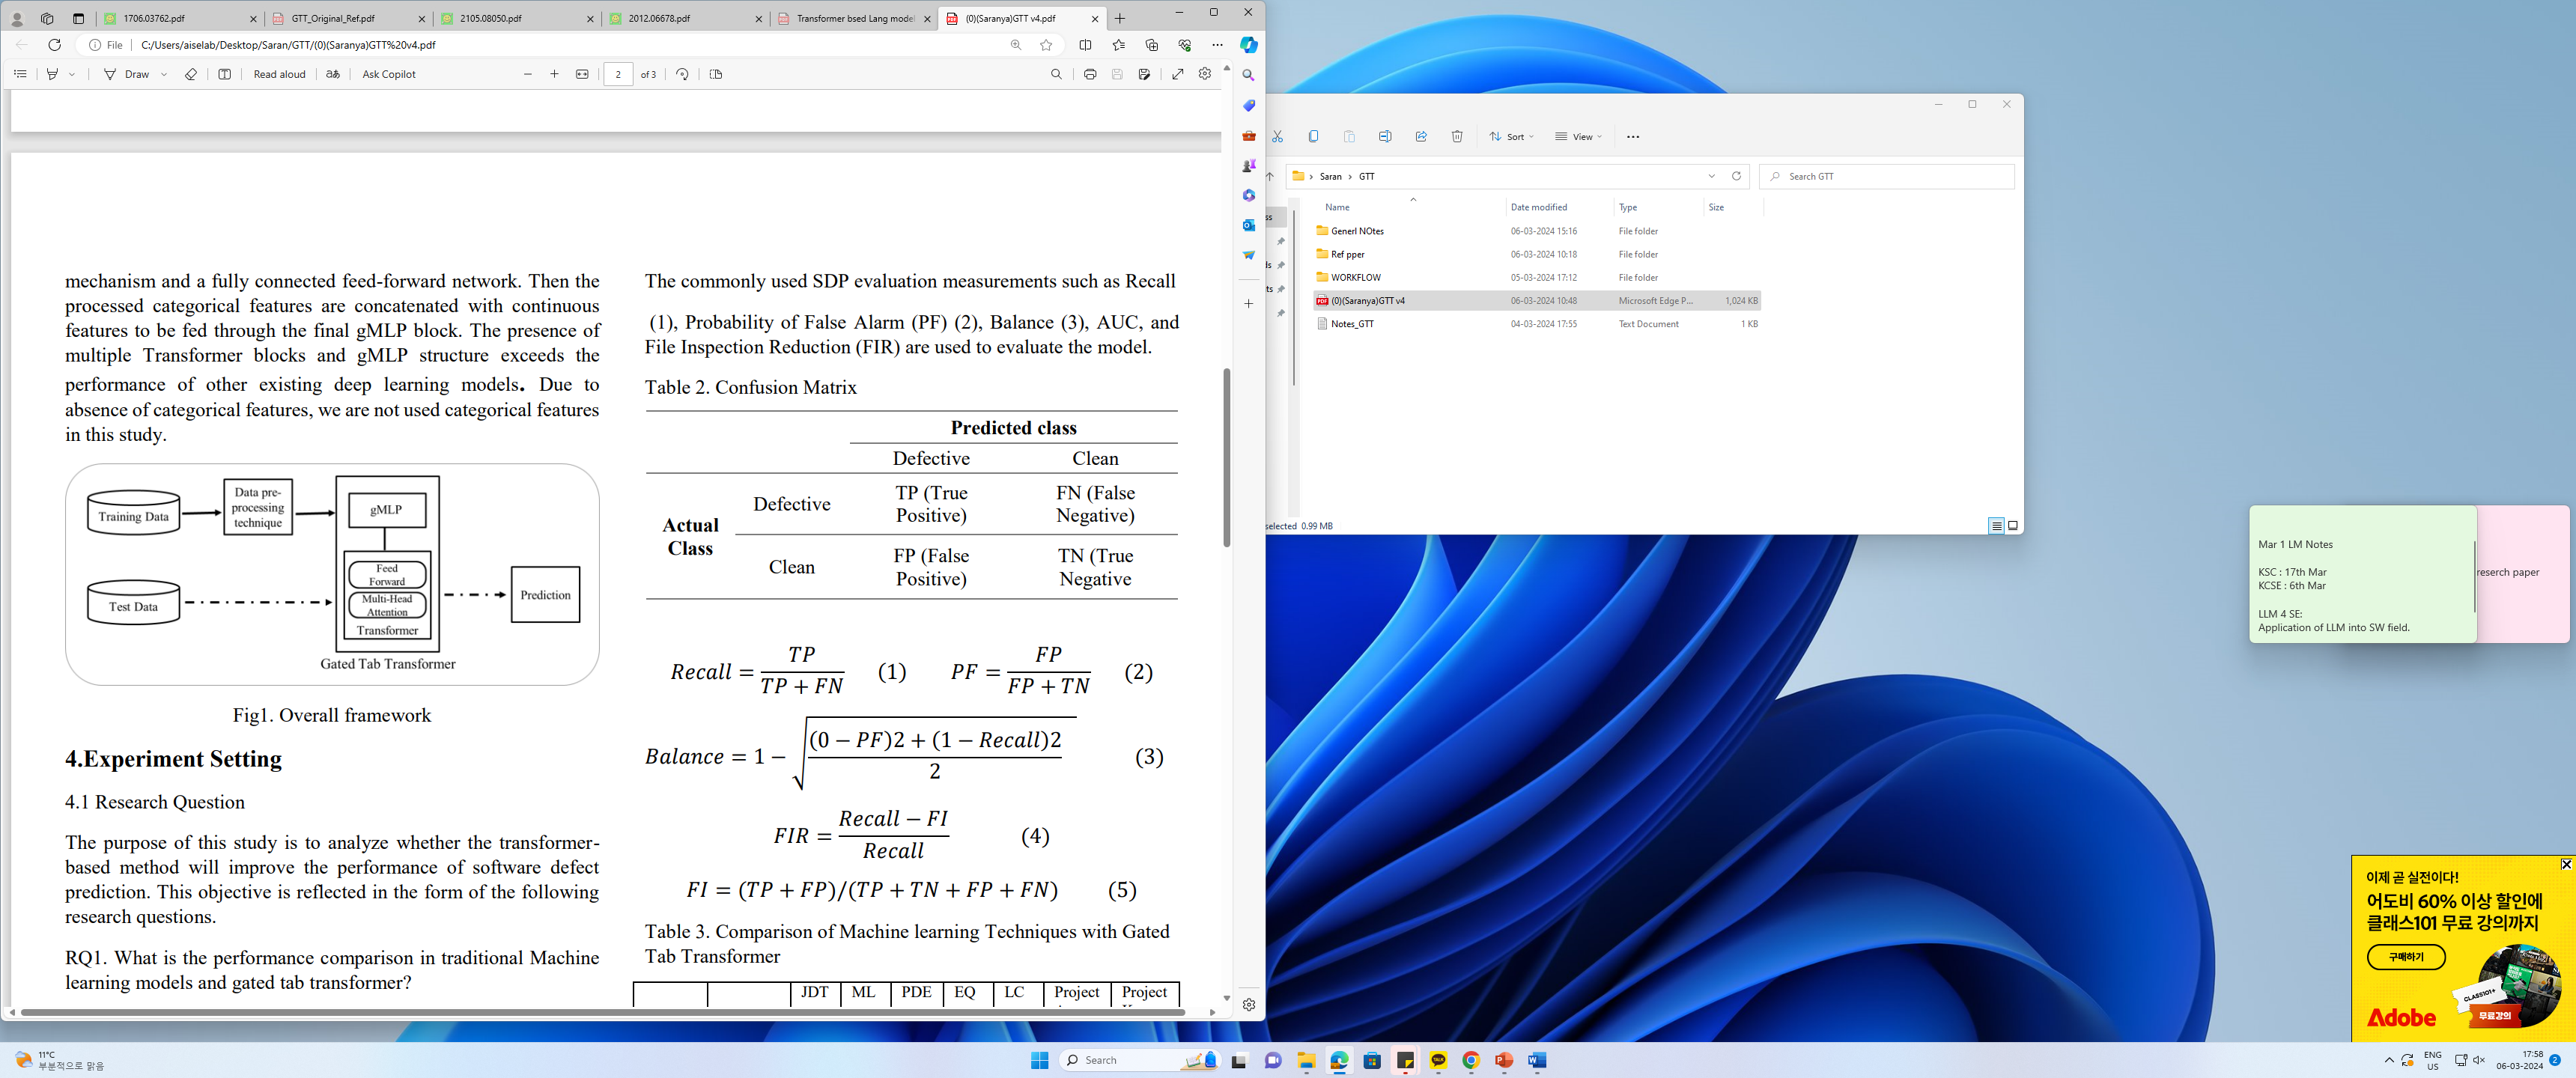 1706.03762.pdf
GTT_Original_Ref.pdf
2105.08050.pdf
2012.06678.pdf
Transformer bsed Lang model
(0)(Saranya)GTT v4.pdf
File
C:/Users/aiselab/Desktop/Saran/GTT/(0)(Saranya)GTT%20v4.pdf
Draw
Read aloud
Ask Copilot
2
of 3
mechanism and a fully connected feed-forward network. Then the
processed categorical features are concatenated with continuous
features to be fed through the final gMLP block. The presence of
multiple Transformer blocks and gMLP structure exceeds the
performance of other existing deep learning models. Due to
absence of categorical features, we are not used categorical features
in this study.
Training Data
Data pre-
processing
technique
gMLP
Feed
Forward
Multi-Head
Attention
Transformer
Test Data
Prediction
Gated Tab Transformer
Fig1. Overall framework
4.Experiment Setting
4.1 Research Question
The purpose of this study is to analyze whether the transformer-
based method will improve the performance of software defect
prediction. This objective is reflected in the form of the following
research questions.
RQ1. What is the performance comparison in traditional Machine
learning models and gated tab transformer?
The commonly used SDP evaluation measurements such as Recall
(1), Probability of False Alarm (PF) (2), Balance (3), AUC, and
File Inspection Reduction (FIR) are used to evaluate the model.
Table 2. Confusion Matrix
Predicted class
Defective Clean
Actual
Class
Defective
TP (True
Positive)
FN (False
Negative)
Clean
FP (False
Positive)
TN (True
Negative
Recall = TP / TP + FN (1) PF = FP / FP + TN (2)
Balance = 1 − √ (0 − PF)2 + (1 − Recall)2 / 2 (3)
FIR = Recall − FI / Recall (4)
FI = (TP + FP)/(TP + TN + FP + FN) (5)
Table 3. Comparison of Machine learning Techniques with Gated
Tab Transformer
JDT ML PDE EQ LC Project Project
Sort
View
Saran > GTT
Search GTT
Name Date modified Type Size
Generl NOtes 06-03-2024 15:16 File folder
Ref pper 06-03-2024 10:18 File folder
WORKFLOW 05-03-2024 17:12 File folder
(0)(Saranya)GTT v4 06-03-2024 10:48 Microsoft Edge P... 1,024 KB
Notes_GTT 04-03-2024 17:55 Text Document 1 KB
selected 0.99 MB
Mar 1 LM Notes
KSC : 17th Mar
KCSE : 6th Mar
LLM 4 SE:
Application of LLM into SW field.
reserch paper
이제 곧 실전이다!
어도비 60% 이상 할인에
클래스101 무료 강의까지
구매하기
CLASS101+
무료강의
Adobe
11°C
부분적으로 맑음
Search
TALK
ENG
US
17:58
06-03-2024
2